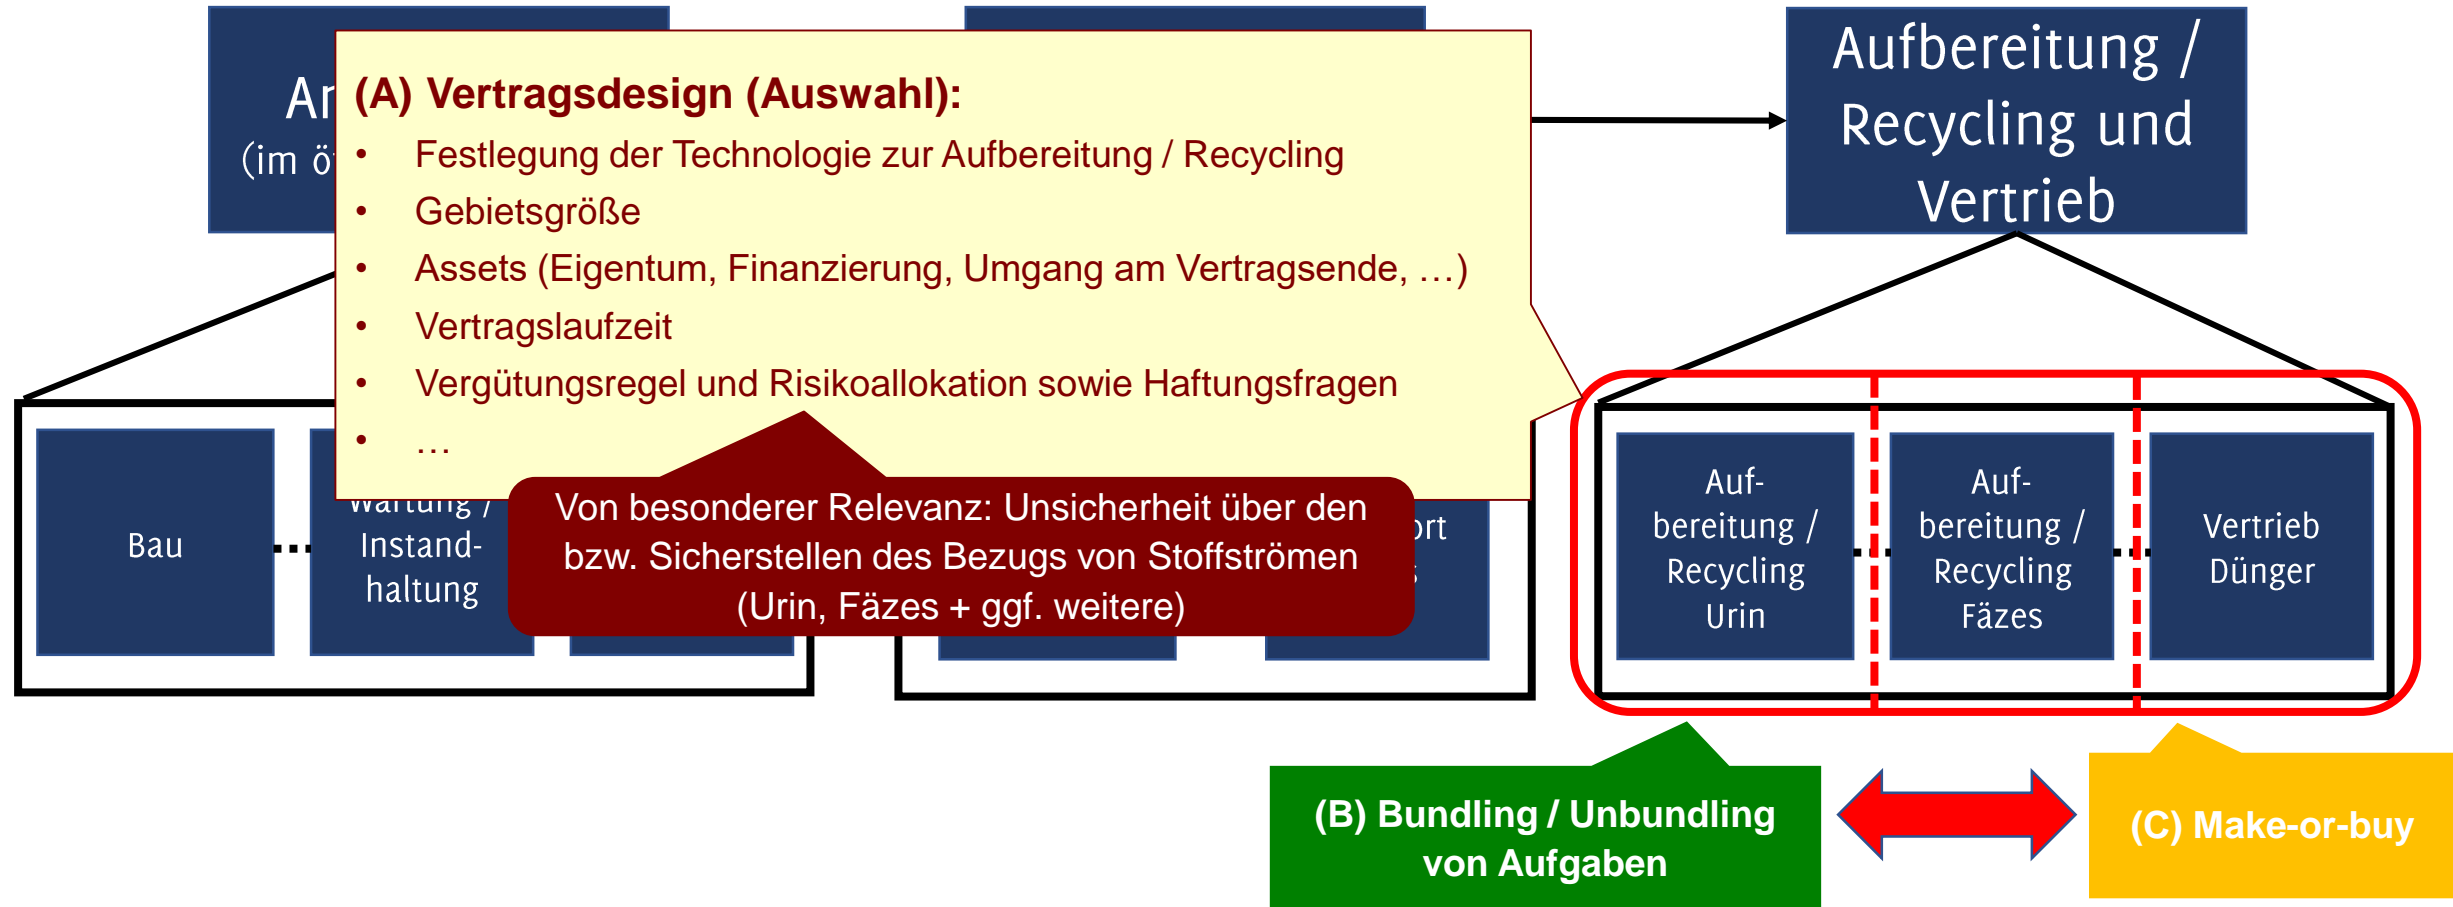 Aufbereitung /
Recycling und
Vertrieb
(im
(A) Vertragsdesign (Auswahl):
• Festlegung der Technologie zur Aufbereitung / Recycling
• Gebietsgröße
• Assets (Eigentum, Finanzierung, Umgang am Vertragsende, …)
• Vertragslaufzeit
• Vergütungsregel und Risikoallokation sowie Haftungsfragen
• …
Von besonderer Relevanz: Unsicherheit über den
bzw. Sicherstellen des Bezugs von Stoffströmen
(Urin, Fäzes + ggf. weitere)
Bau
Wartung /
Instand-
haltung
Auf-
bereitung /
Recycling
Urin
Auf-
bereitung /
Recycling
Fäzes
Vertrieb
Dünger
(B) Bundling / Unbundling
von Aufgaben
(C) Make-or-buy